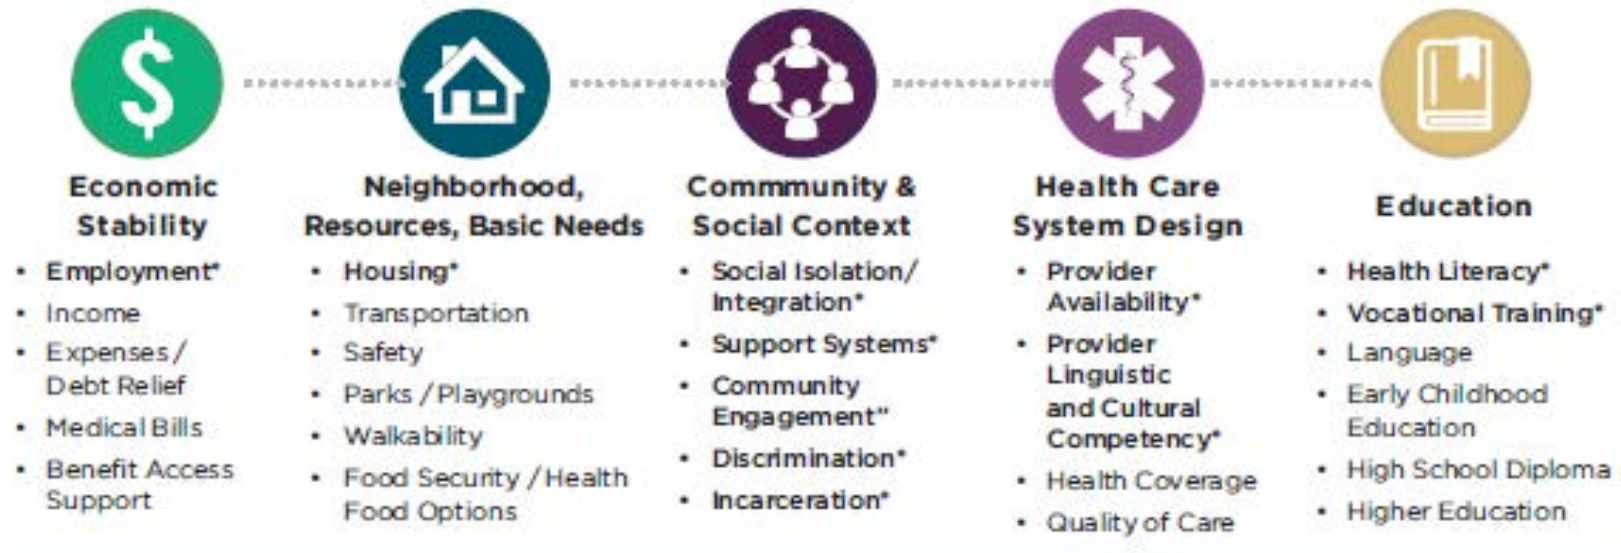 Economic
Stability
• Employment*
• Income
• Expenses /
Debt Relief
• Medical Bills
• Benefit Access
Support
Neighborhood,
Resources, Basic Needs
• Housing*
• Transportation
• Safety
• Parks / Playgrounds
• Walkability
• Food Security / Health
Food Options
Commmunity &
Social Context
• Social Isolation/
Integration*
• Support Systems*
• Community
Engagement"
• Discrimination*
• Incarceration*
Health Care
System Design
• Provider
Availability*
• Provider
Linguistic
and Cultural
Competency*
• Health Coverage
• Quality of Care
Education
• Health Literacy*
• Vocational Training*
• Language
• Early Childhood
Education
• High School Diploma
• Higher Education